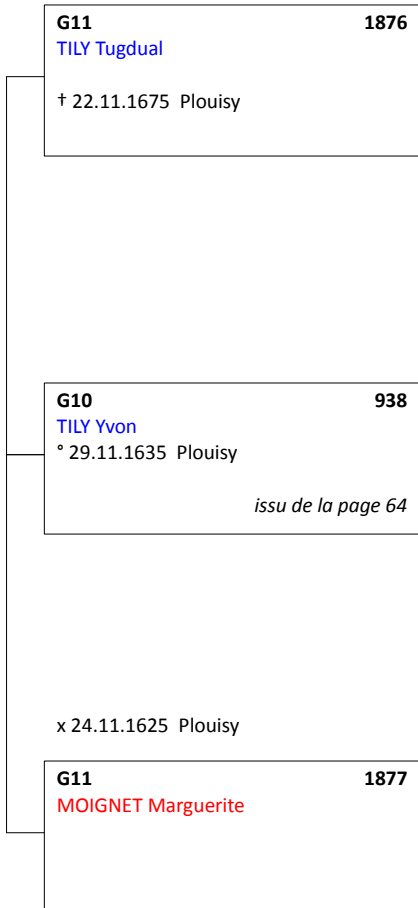 G11 1876
TILY Tugdual
† 22.11.1675 Plouisy
G10 938
TILY Yvon
° 29.11.1635 Plouisy
issu de la page 64
x 24.11.1625 Plouisy
G11 1877
MOIGNET Marguerite